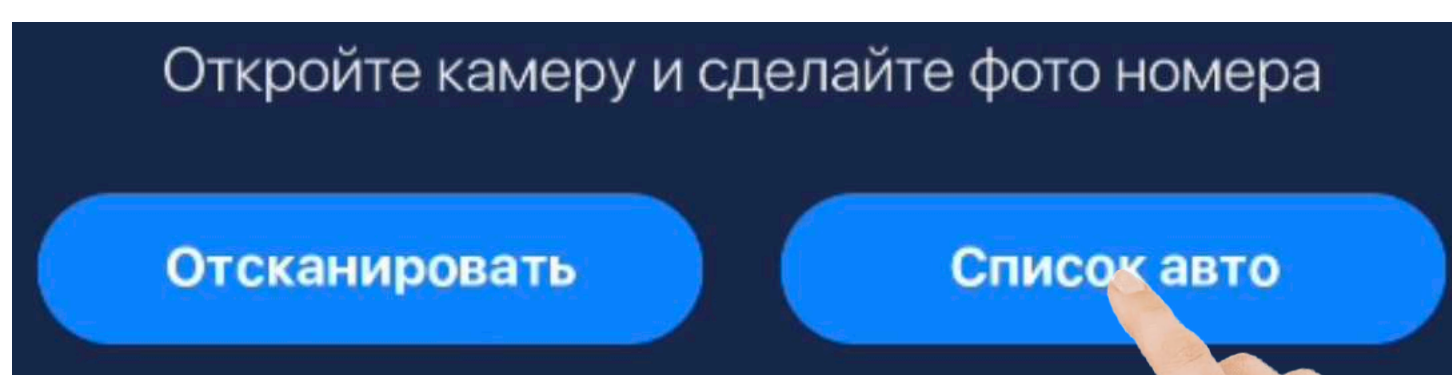 Откройте камеру и сделайте фото номера
Отсканировать
Список авто